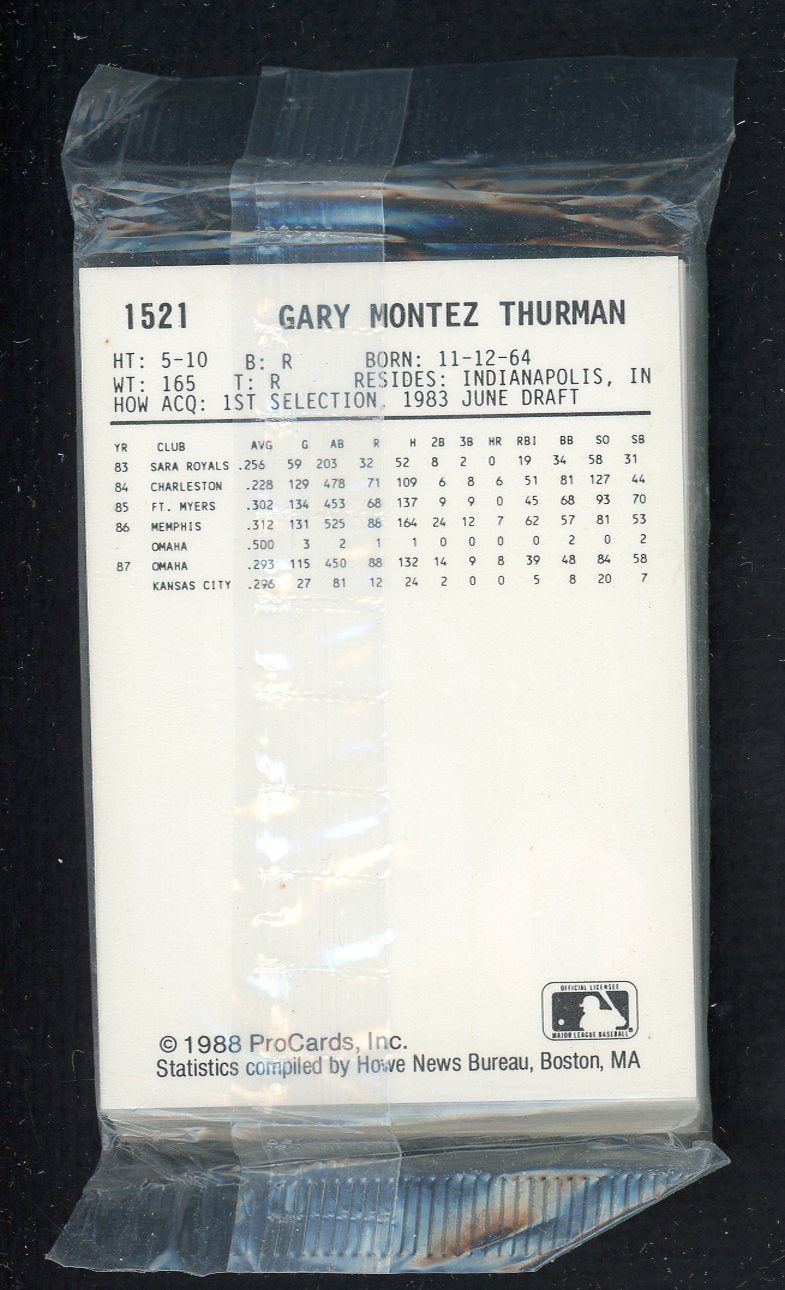 1521 GARY MONTEZ THURMAN
HT: 5-10 B: R BORN: 11-12-64
WT: 165 T: R RESIDES: INDIANAPOLIS, IN
HOW ACQ: 1ST SELECTION, 1983 JUNE DRAFT
YR CLUB AVG G AB R H 2B 3B HR RBI BB SO SB
83 SARA ROYALS .256 59 203 32 52 8 2 0 19 34 58 31
84 CHARLESTON .228 129 478 71 109 6 8 6 51 81 127 44
85 FT. MYERS .302 134 453 68 137 9 9 0 45 68 93 70
86 MEMPHIS .312 131 525 88 164 24 12 7 62 57 81 53
OMAHA .500 3 2 1 1 0 0 0 0 2 0 2
87 OMAHA .293 115 450 88 132 14 9 8 39 48 84 58
KANSAS CITY .296 27 81 12 24 2 0 0 5 8 20 7
OFFICIAL LICENSEE
MAJOR LEAGUE BASEBALL®
© 1988 ProCards, Inc.
Statistics compiled by Howe News Bureau, Boston, MA